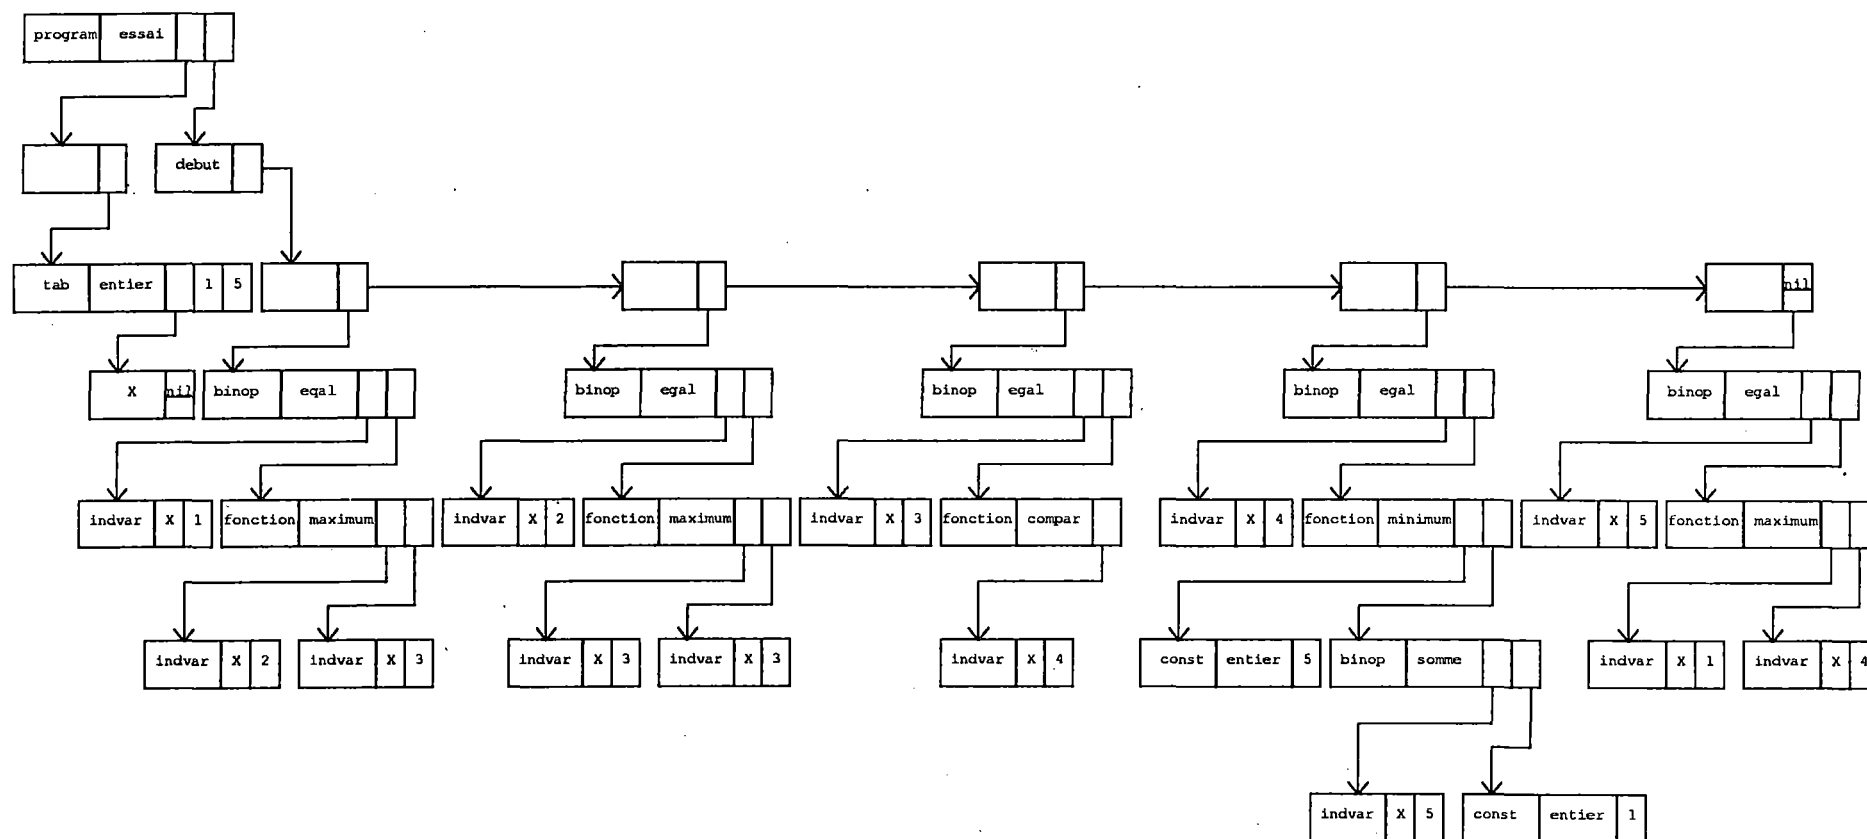 program essai
debut
tab entier 1 5
nil
X nil binop eqal binop egal binop egal binop egal binop egal
indvar X 1 fonction maximum indvar X 2 fonction maximum indvar X 3 fonction compar indvar X 4 fonction minimum indvar X 5 fonction maximum
indvar X 2 indvar X 3 indvar X 3 indvar X 3 indvar X 4 const entier 5 binop somme indvar X 1 indvar X 4
indvar X 5 const entier 1